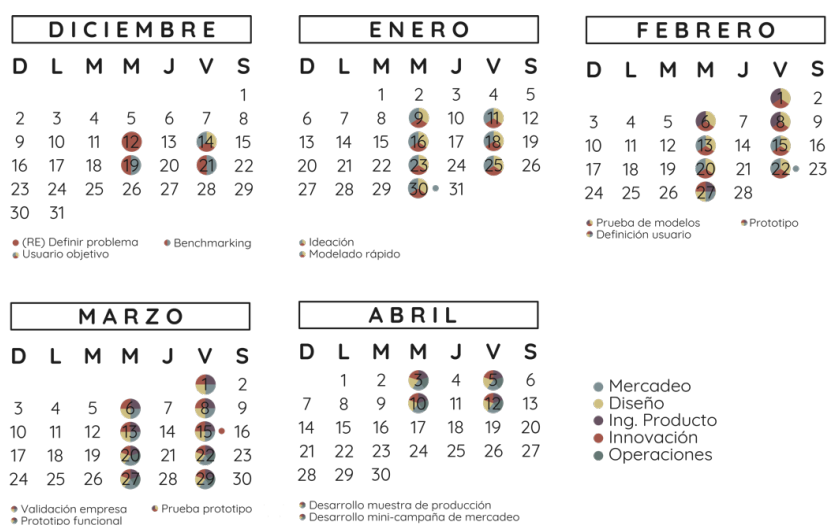 DICIEMBRE
D L M M J V S
1
2 3 4 5 6 7 8
9 10 11 12 13 14 15
16 17 18 19 20 21 22
23 24 25 26 27 28 29
30 31
(RE) Definir problema Benchmarking
Usuario objetivo
ENERO
D L M M J V S
1 2 3 4 5
6 7 8 9 10 11 12
13 14 15 16 17 18 19
20 21 22 23 24 25 26
27 28 29 30 31
Ideación
Modelado rápido
FEBRERO
D L M M J V S
1 2
3 4 5 6 7 8 9
10 11 12 13 14 15 16
17 18 19 20 21 22 23
24 25 26 27 28
Prueba de modelos Prototipo
Definición usuario
MARZO
D L M M J V S
1 2
3 4 5 6 7 8 9
10 11 12 13 14 15 16
17 18 19 20 21 22 23
24 25 26 27 28 29 30
Validación empresa Prueba prototipo
Prototipo funcional
ABRIL
D L M M J V S
1 2 3 4 5 6
7 8 9 10 11 12 13
14 15 16 17 18 19 20
21 22 23 24 25 26 27
28 29 30
Desarrollo muestra de producción
Desarrollo mini-campaña de mercadeo
Mercadeo
Diseño
Ing. Producto
Innovación
Operaciones